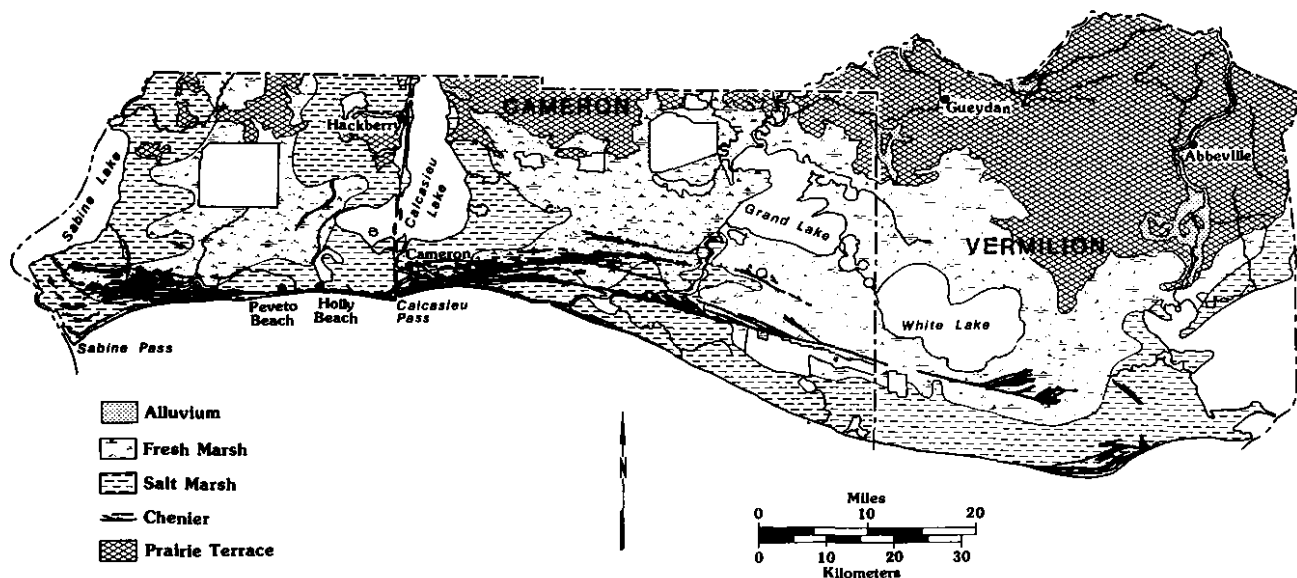 CAMERON
Gueydan
Hackberry
Abbeville
Sabine Lake
Calcasieu
Lake
Grand Lake
VERMILION
Cameron
Peveto
Beach
Holly
Beach
Calcasieu
Pass
White Lake
Sabine Pass
Alluvium
Fresh Marsh
Salt Marsh
Chenier
Prairie Terrace
N
Miles
0 10 20
0 10 20 30
Kilometers